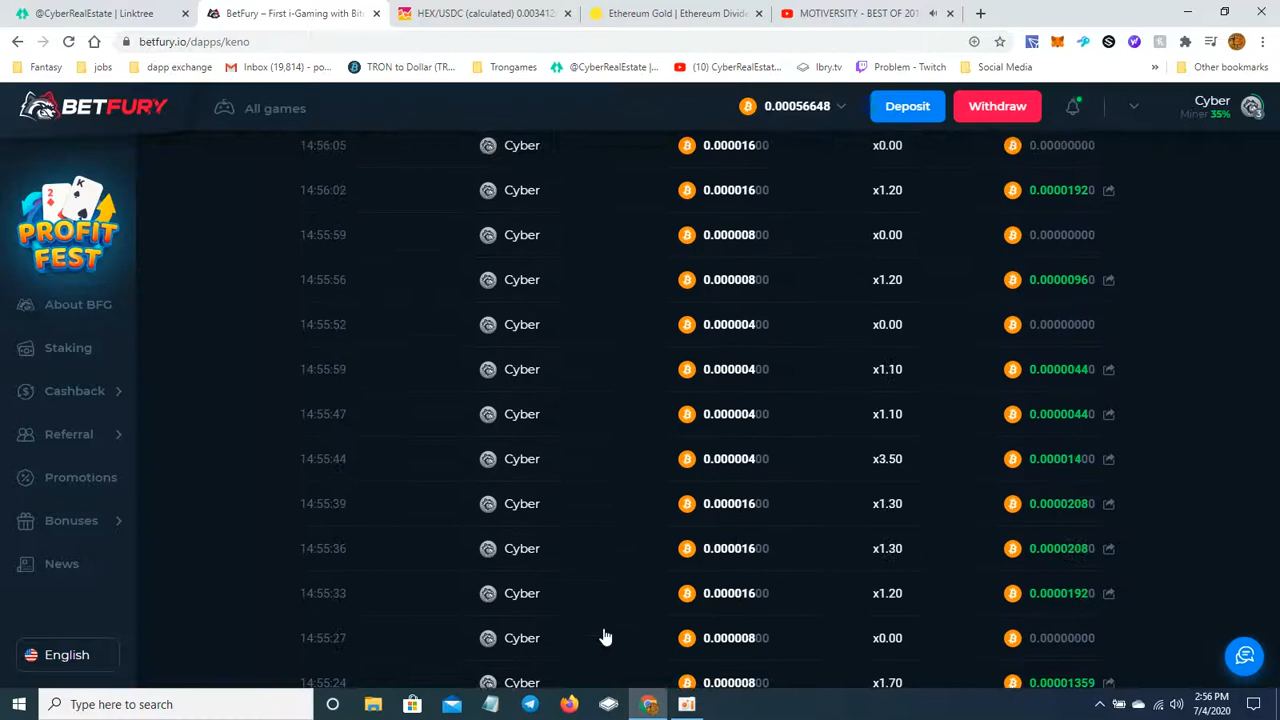 @CyberRealEstate | Linktree
BetFury – First i-Gaming with Bit
HEX/USDC (calculated) 0.003412
Ethereum Gold | Ethereum Divide
MOTIVERSITY - BEST OF 201
betfury.io/dapps/keno
Fantasy
jobs
dapp exchange
Inbox (19,814) - po...
TRON to Dollar (TR...
Trongames
@CyberRealEstate |...
(10) CyberRealEstat...
lbry.tv
Problem - Twitch
Social Media
Other bookmarks
BETFURY
All games
0.00056648
Deposit
Withdraw
Cyber
Miner 35%
3
2
K
PROFIT
FEST
About BFG
Staking
Cashback
Referral
Promotions
Bonuses
News
English
14:56:05 Cyber 0.00001600 x0.00 0.00000000
14:56:02 Cyber 0.00001600 x1.20 0.00001920
14:55:59 Cyber 0.00000800 x0.00 0.00000000
14:55:56 Cyber 0.00000800 x1.20 0.00000960
14:55:52 Cyber 0.00000400 x0.00 0.00000000
14:55:59 Cyber 0.00000400 x1.10 0.00000440
14:55:47 Cyber 0.00000400 x1.10 0.00000440
14:55:44 Cyber 0.00000400 x3.50 0.00001400
14:55:39 Cyber 0.00001600 x1.30 0.00002080
14:55:36 Cyber 0.00001600 x1.30 0.00002080
14:55:33 Cyber 0.00001600 x1.20 0.00001920
14:55:27 Cyber 0.00000800 x0.00 0.00000000
14:55:24 Cyber 0.00000800 x1.70 0.00001359
Type here to search
2:56 PM
7/4/2020